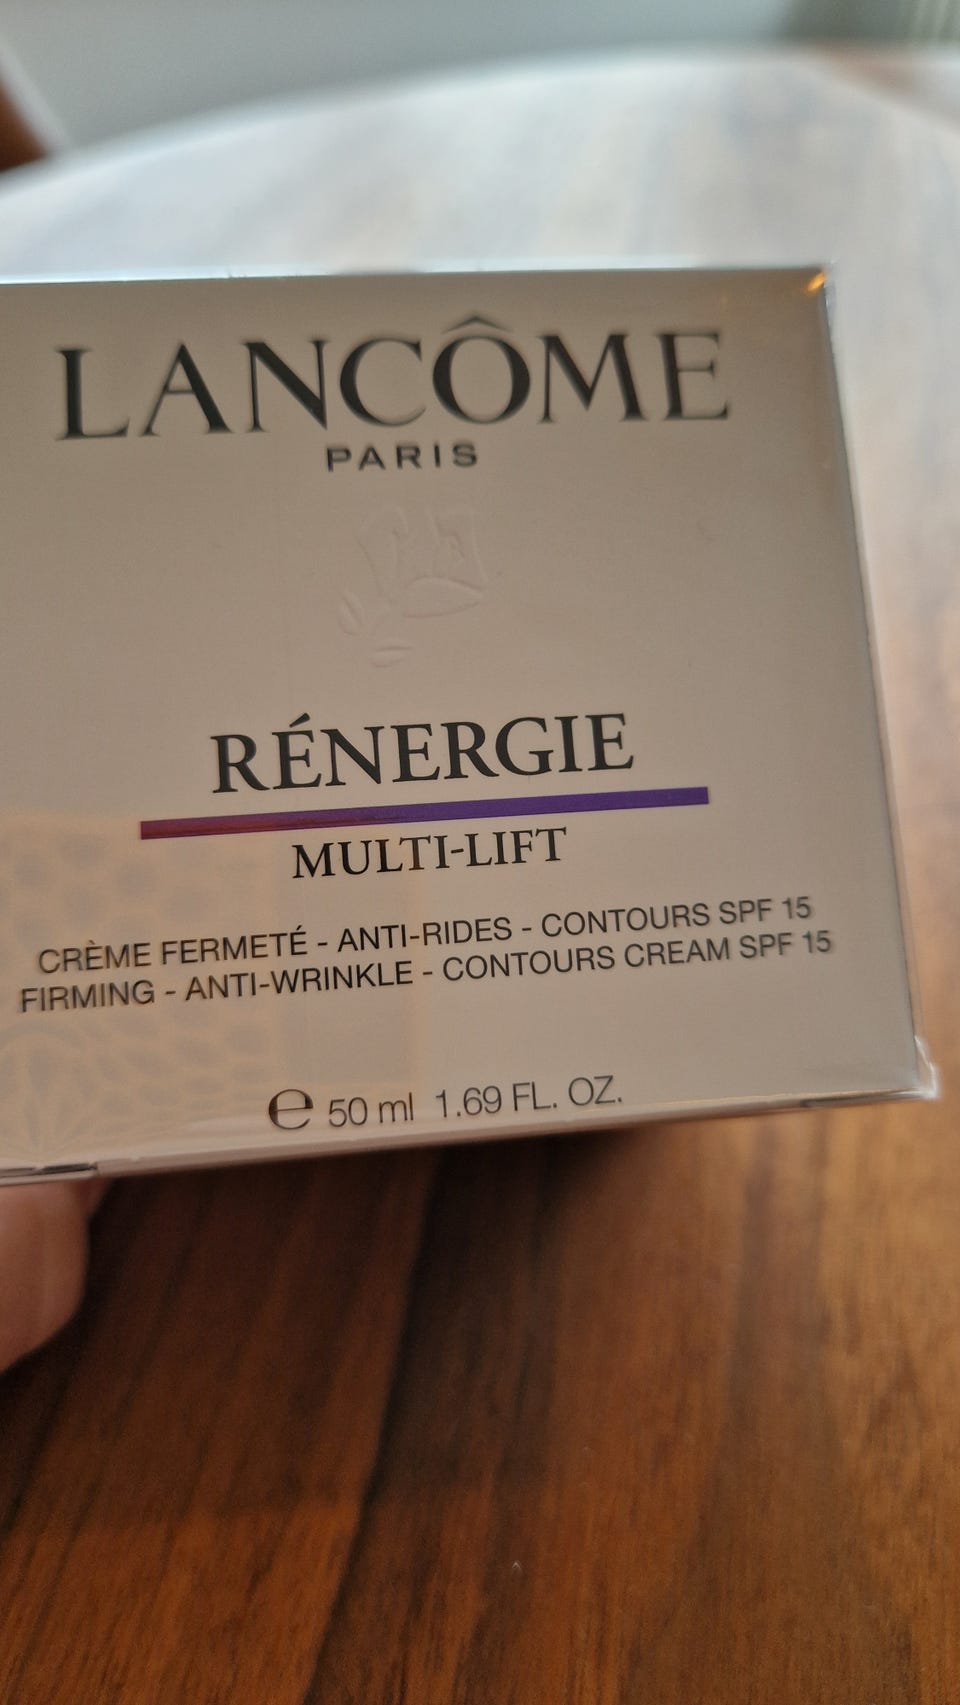 LANCÔME
PARIS
RÉNERGIE
MULTI-LIFT
CRÈME FERMETÉ - ANTI-RIDES - CONTOURS SPF 15
FIRMING - ANTI-WRINKLE - CONTOURS CREAM SPF 15
℮ 50 ml 1.69 FL. OZ.